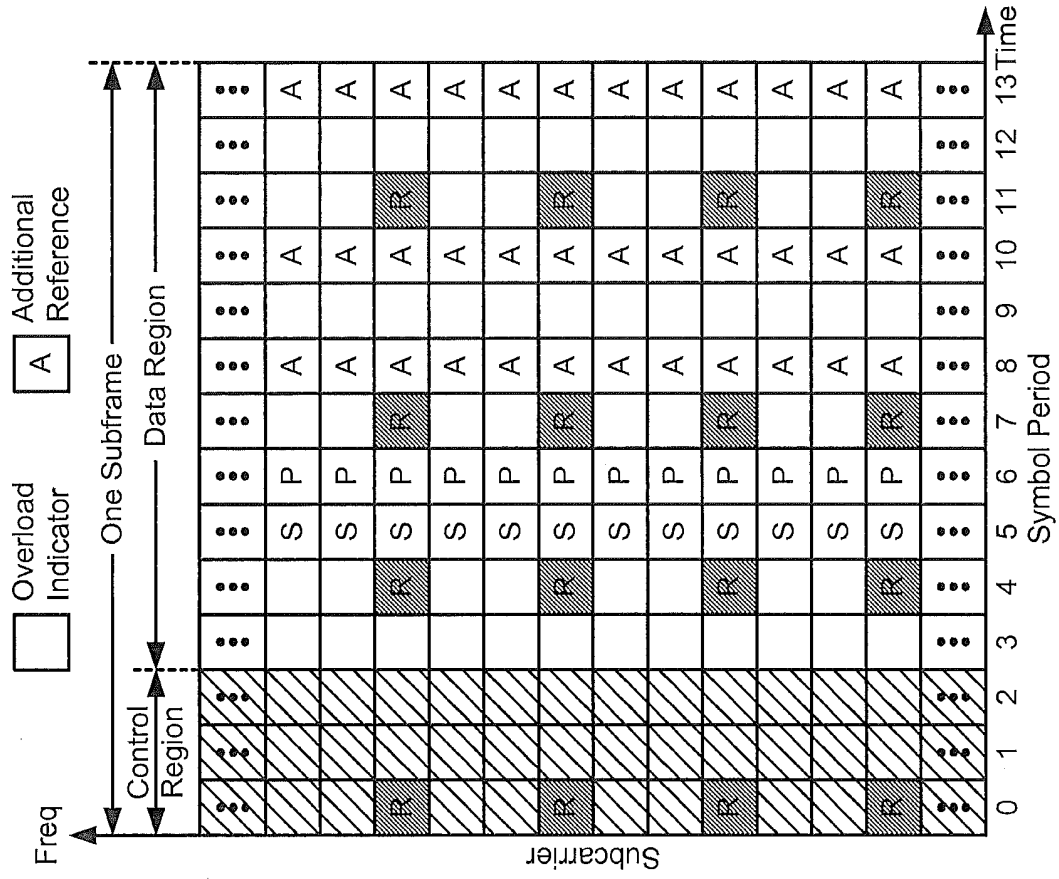 Overload
Indicator
A Additional
Reference
One Subframe
Control
Region
Data Region
Freq
••• ••• ••• ••• ••• ••• ••• ••• ••• ••• ••• ••• ••• •••
S P A A A
S P A A A
R R S P R A A R A
S P A A A
S P A A A
R R S P R A A R A
S P A A A
S P A A A
R R S P R A A R A
S P A A A
S P A A A
R R S P R A A R A
••• ••• ••• ••• ••• ••• ••• ••• ••• ••• ••• ••• ••• •••
Subcarrier
0 1 2 3 4 5 6 7 8 9 10 11 12 13 Time
Symbol Period